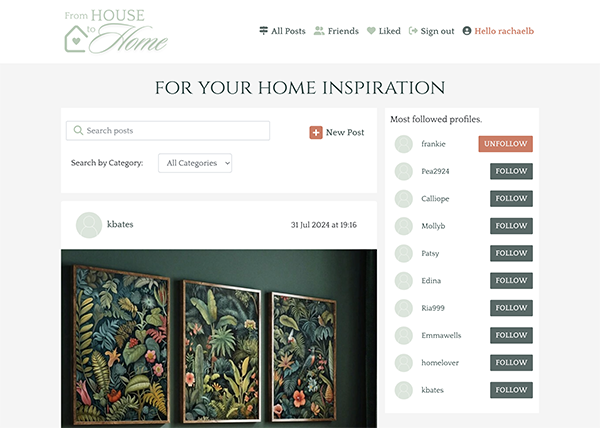 From HOUSE
to Home
All Posts Friends Liked Sign out Hello rachaelb
FOR YOUR HOME INSPIRATION
Search posts
New Post
Search by Category: All Categories
kbates 31 Jul 2024 at 19:16
Most followed profiles.
frankie UNFOLLOW
Pea2924 FOLLOW
Calliope FOLLOW
Mollyb FOLLOW
Patsy FOLLOW
Edina FOLLOW
Ria999 FOLLOW
Emmawells FOLLOW
homelover FOLLOW
kbates FOLLOW